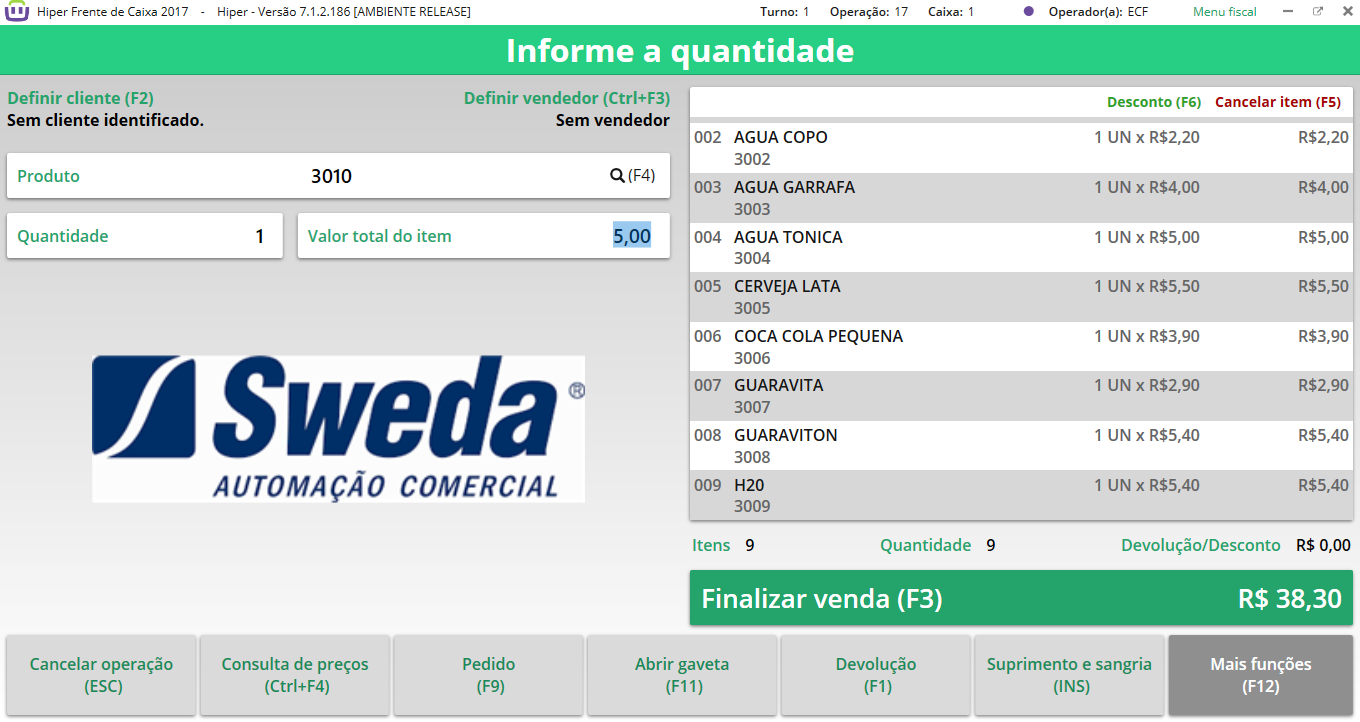 Hiper Frente de Caixa 2017 - Hiper - Versão 7.1.2.186 [AMBIENTE RELEASE] Turno: 1 Operação: 17 Caixa: 1 Operador(a): ECF Menu fiscal
Informe a quantidade
Definir cliente (F2) Definir vendedor (Ctrl+F3)
Sem cliente identificado. Sem vendedor
Produto 3010 (F4)
Quantidade 1 Valor total do item 5,00
Sweda ®
AUTOMAÇÃO COMERCIAL
Desconto (F6) Cancelar item (F5)
002 AGUA COPO 1 UN x R$2,20 R$2,20
3002
003 AGUA GARRAFA 1 UN x R$4,00 R$4,00
3003
004 AGUA TONICA 1 UN x R$5,00 R$5,00
3004
005 CERVEJA LATA 1 UN x R$5,50 R$5,50
3005
006 COCA COLA PEQUENA 1 UN x R$3,90 R$3,90
3006
007 GUARAVITA 1 UN x R$2,90 R$2,90
3007
008 GUARAVITON 1 UN x R$5,40 R$5,40
3008
009 H20 1 UN x R$5,40 R$5,40
3009
Itens 9 Quantidade 9 Devolução/Desconto R$ 0,00
Finalizar venda (F3) R$ 38,30
Cancelar operação (ESC)
Consulta de preços (Ctrl+F4)
Pedido (F9)
Abrir gaveta (F11)
Devolução (F1)
Suprimento e sangria (INS)
Mais funções (F12)